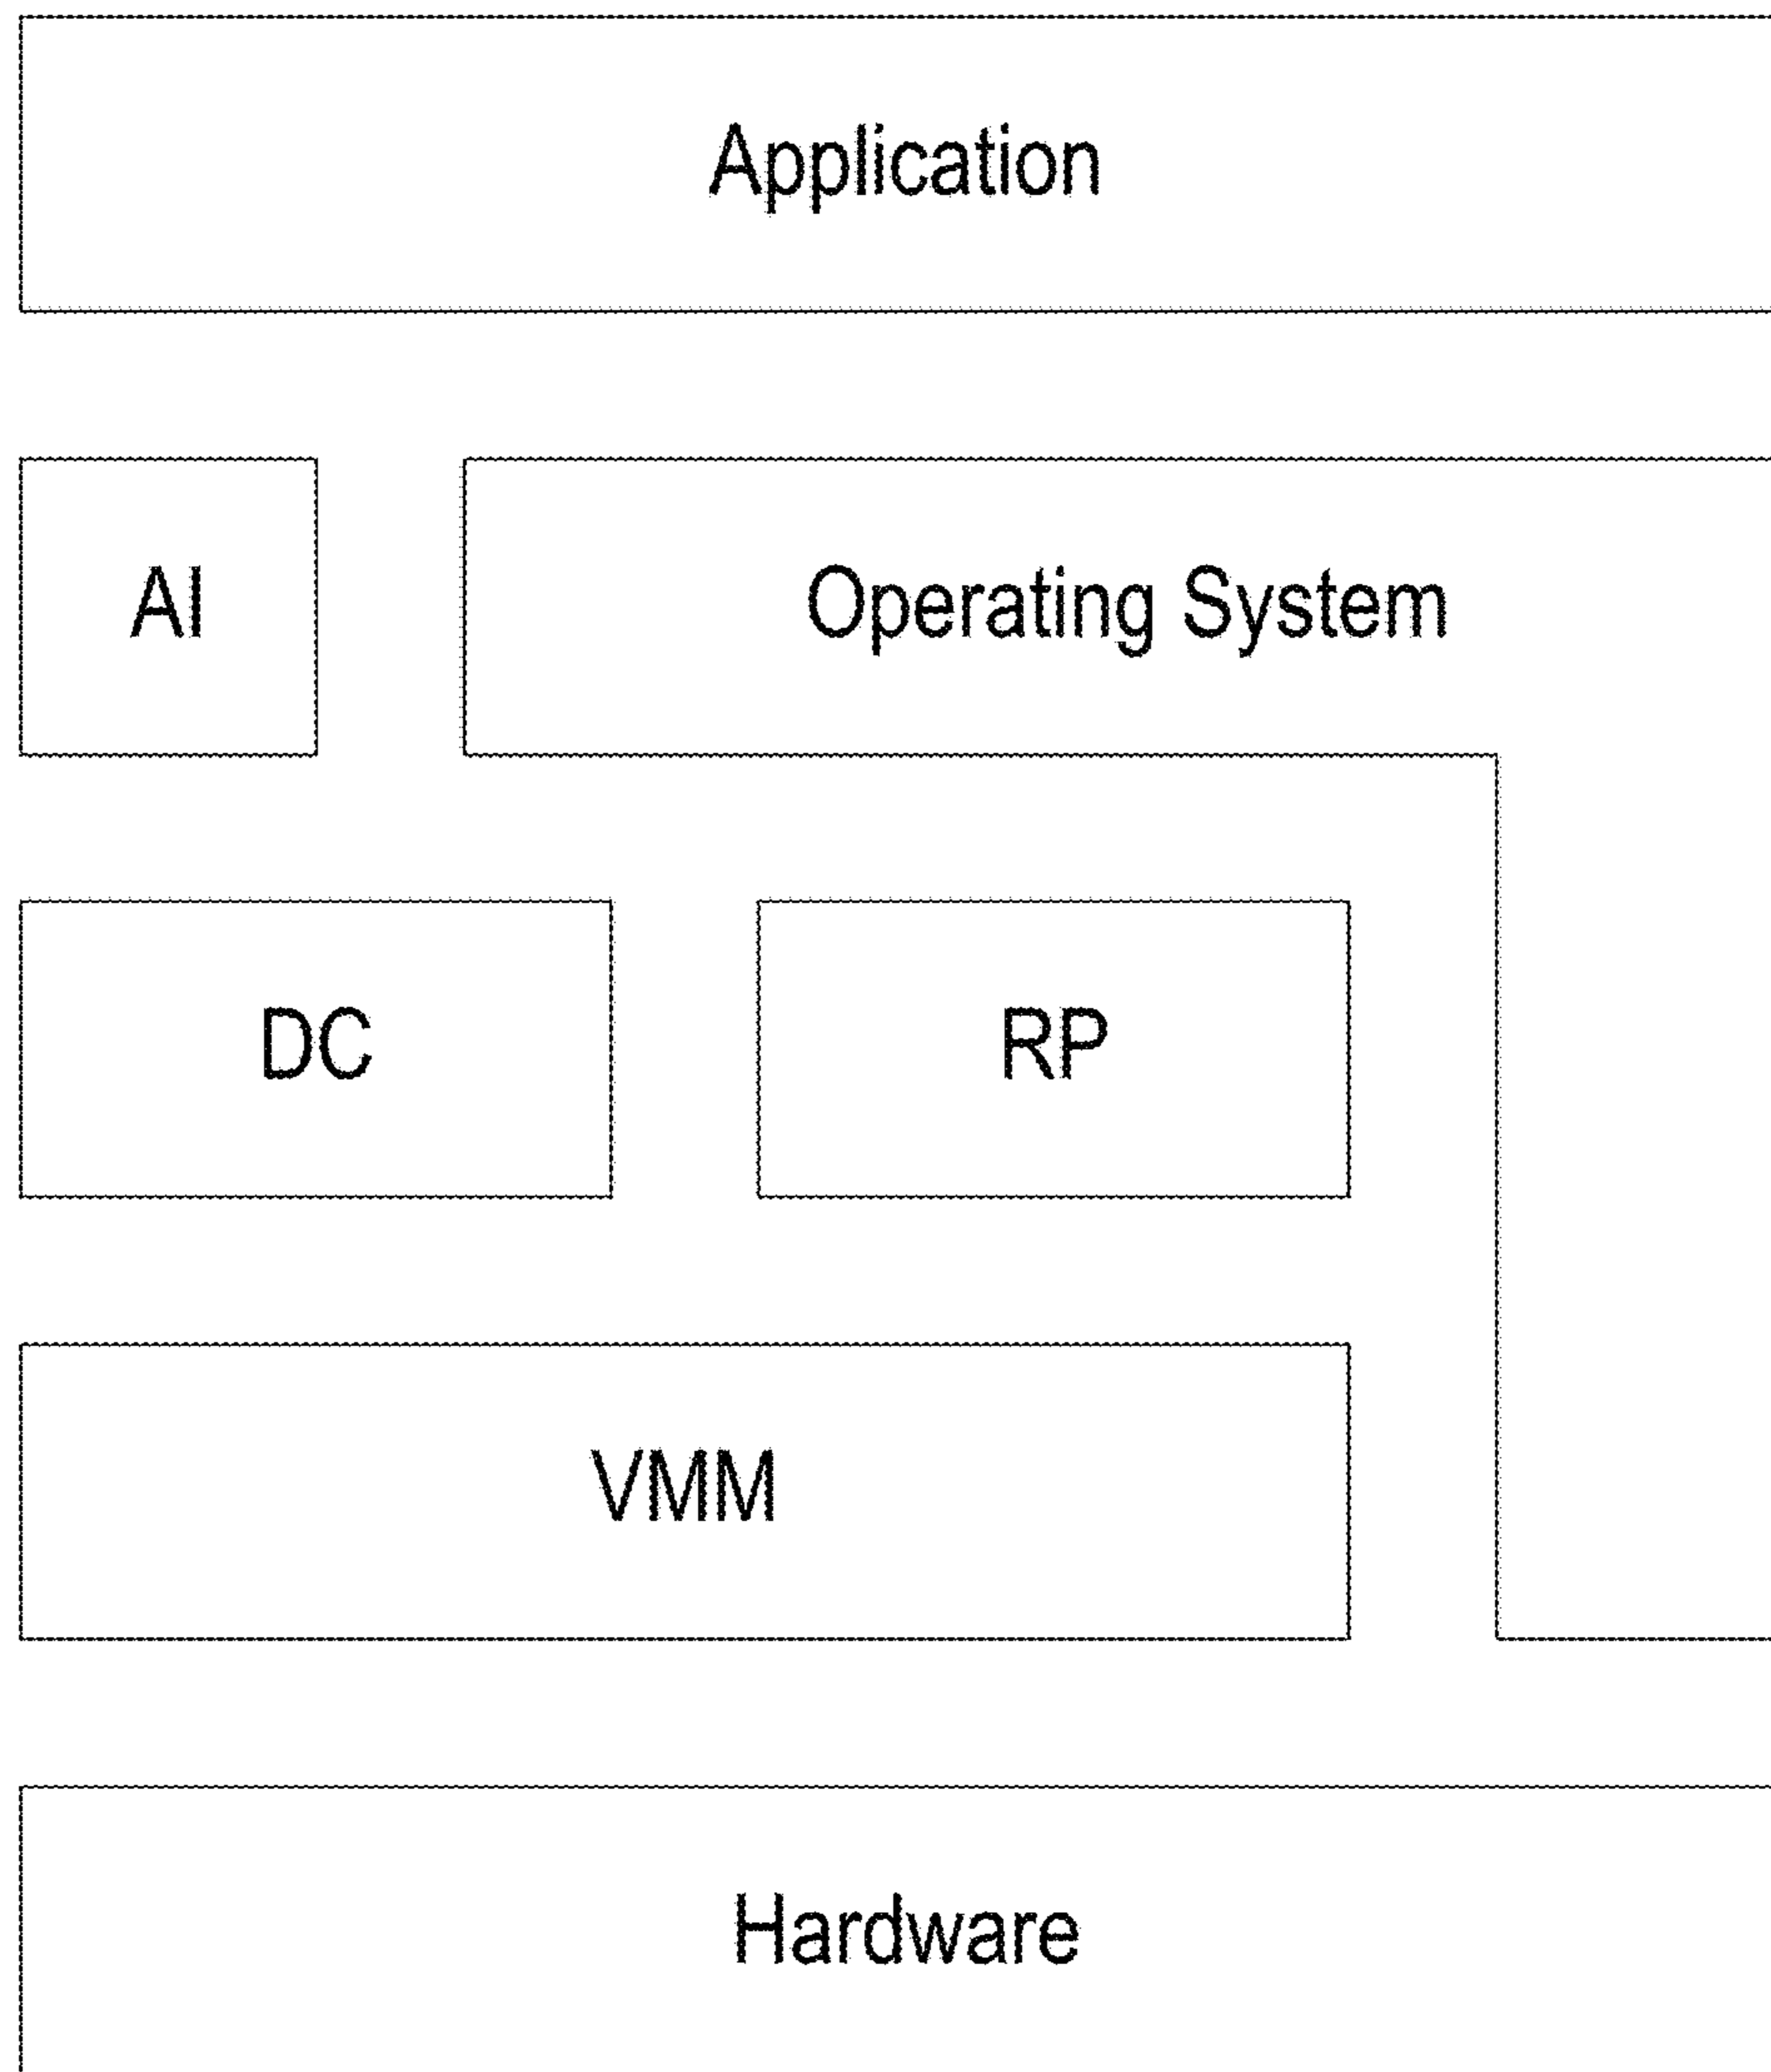 Application
AI
Operating System
DC
RP
VMM
Hardware